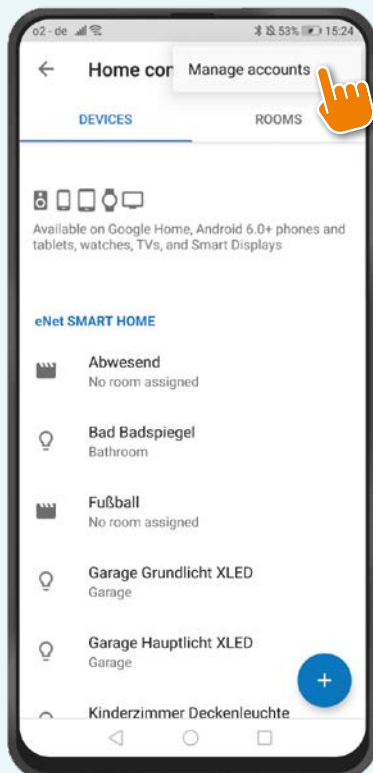 o2 - de 53% 15:24
Home con Manage accounts
DEVICES ROOMS
Available on Google Home, Android 6.0+ phones and
tablets, watches, TVs, and Smart Displays
eNet SMART HOME
Abwesend
No room assigned
Bad Badspiegel
Bathroom
Fußball
No room assigned
Garage Grundlicht XLED
Garage
Garage Hauptlicht XLED
Garage
+
Kinderzimmer Deckenleuchte